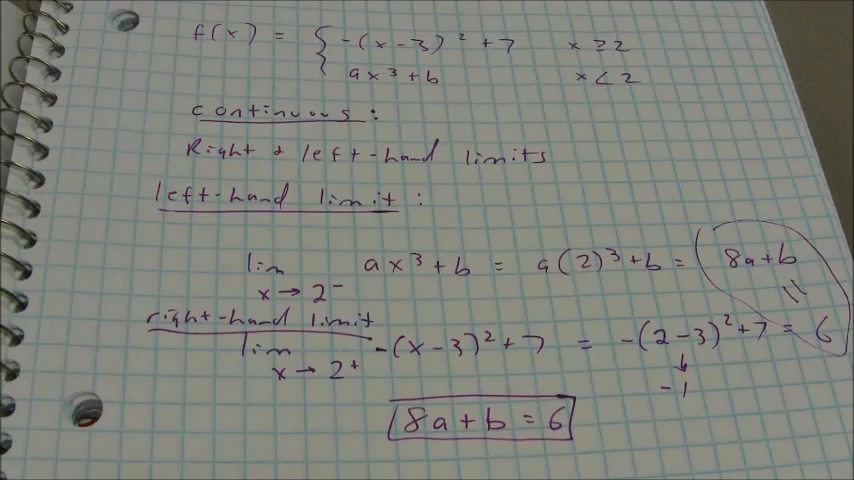 f(x) = { -(x-3)² + 7 x ≥ 2
ax³ + b x < 2
continuous:
Right & left-hand limits
left-hand limit:
lim ax³ + b = a(2)³ + b = 8a+b
x → 2⁻ =
right-hand limit
lim -(x-3)² + 7 = -(2-3)² + 7 = 6
x → 2⁺ ↓
-1
8a + b = 6